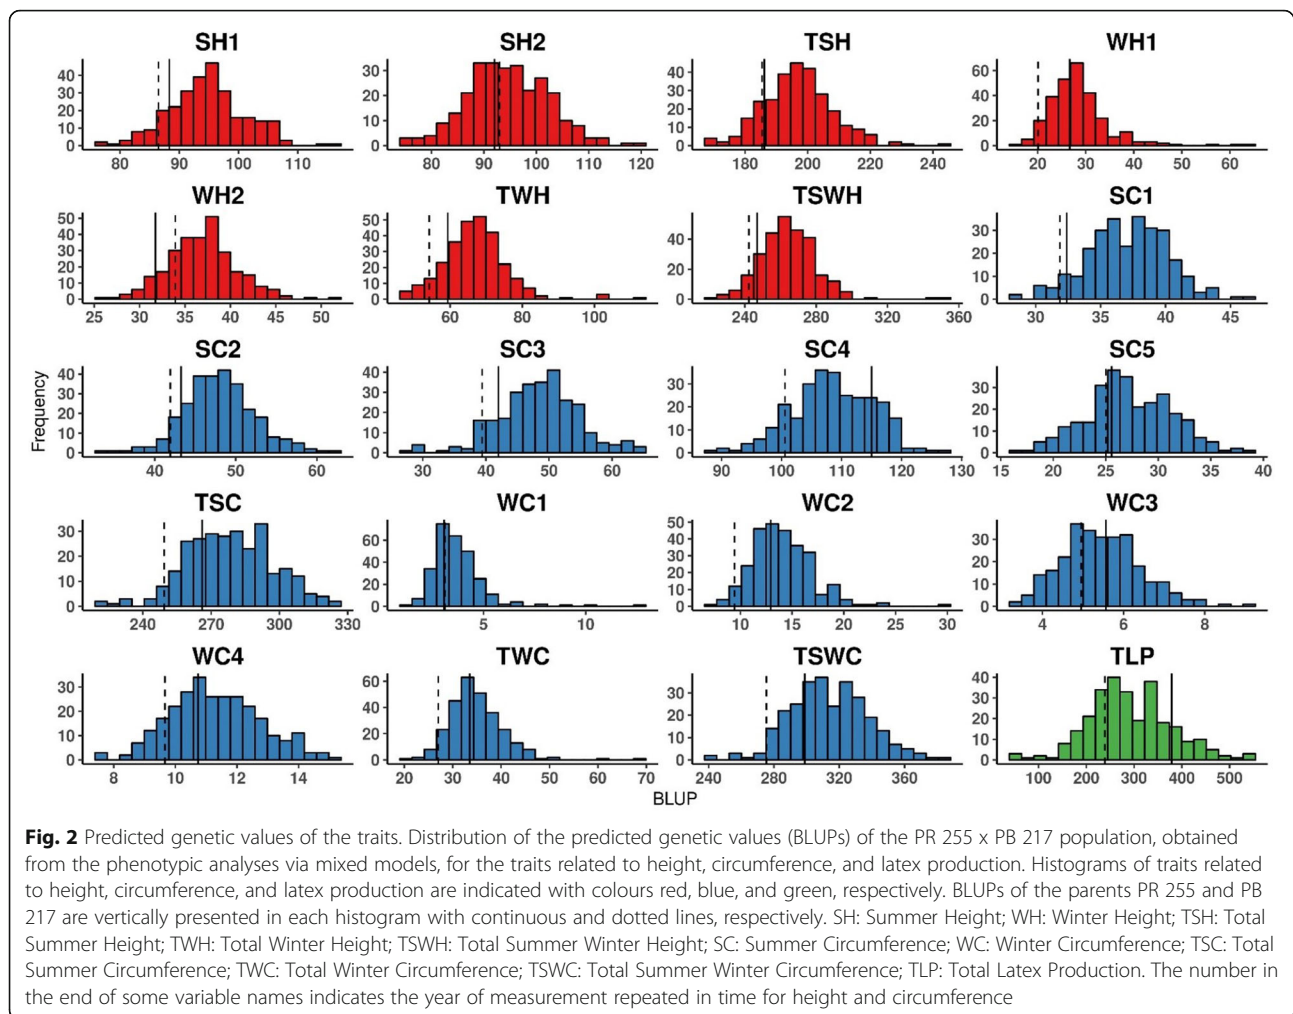 SH1 SH2 TSH WH1
40 30 20 10 0
80 90 100 110
30 20 10 0
80 90 100 110 120
40 30 20 10 0
180 200 220 240
60 40 20 0
20 30 40 50 60
WH2 TWH TSWH SC1
50 40 30 20 10 0
25 30 35 40 45 50
50 40 30 20 10 0
60 80 100
40 20 0
240 280 320 360
30 20 10 0
30 35 40 45
SC2 SC3 SC4 SC5
Frequency
40 30 20 10 0
40 50 60
40 30 20 10 0
30 40 50 60
30 20 10 0
90 100 110 120 130
30 20 10 0
15 20 25 30 35 40
TSC WC1 WC2 WC3
30 20 10 0
240 270 300 330
60 40 20 0
5 10
50 40 30 20 10 0
10 15 20 25 30
30 20 10 0
4 6 8
WC4 TWC TSWC TLP
30 20 10 0
8 10 12 14
60 40 20 0
20 30 40 50 60 70
30 20 10 0
240 280 320 360
40 30 20 10 0
100 200 300 400 500
BLUP
Fig. 2 Predicted genetic values of the traits. Distribution of the predicted genetic values (BLUPs) of the PR 255 x PB 217 population, obtained
from the phenotypic analyses via mixed models, for the traits related to height, circumference, and latex production. Histograms of traits related
to height, circumference, and latex production are indicated with colours red, blue, and green, respectively. BLUPs of the parents PR 255 and PB
217 are vertically presented in each histogram with continuous and dotted lines, respectively. SH: Summer Height; WH: Winter Height; TSH: Total
Summer Height; TWH: Total Winter Height; TSWH: Total Summer Winter Height; SC: Summer Circumference; WC: Winter Circumference; TSC: Total
Summer Circumference; TWC: Total Winter Circumference; TSWC: Total Summer Winter Circumference; TLP: Total Latex Production. The number in
the end of some variable names indicates the year of measurement repeated in time for height and circumference